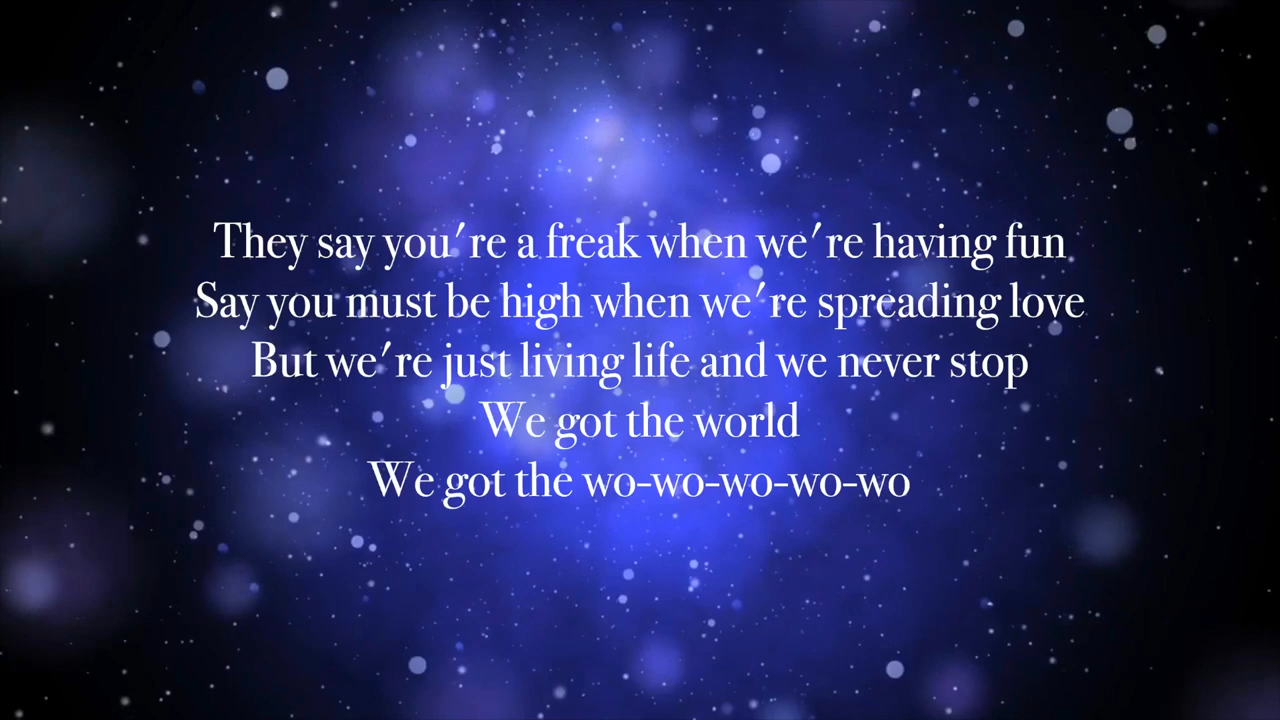 They say you're a freak when we're having fun
Say you must be high when we're spreading love
But we're just living life and we never stop
We got the world
We got the wo-wo-wo-wo-wo